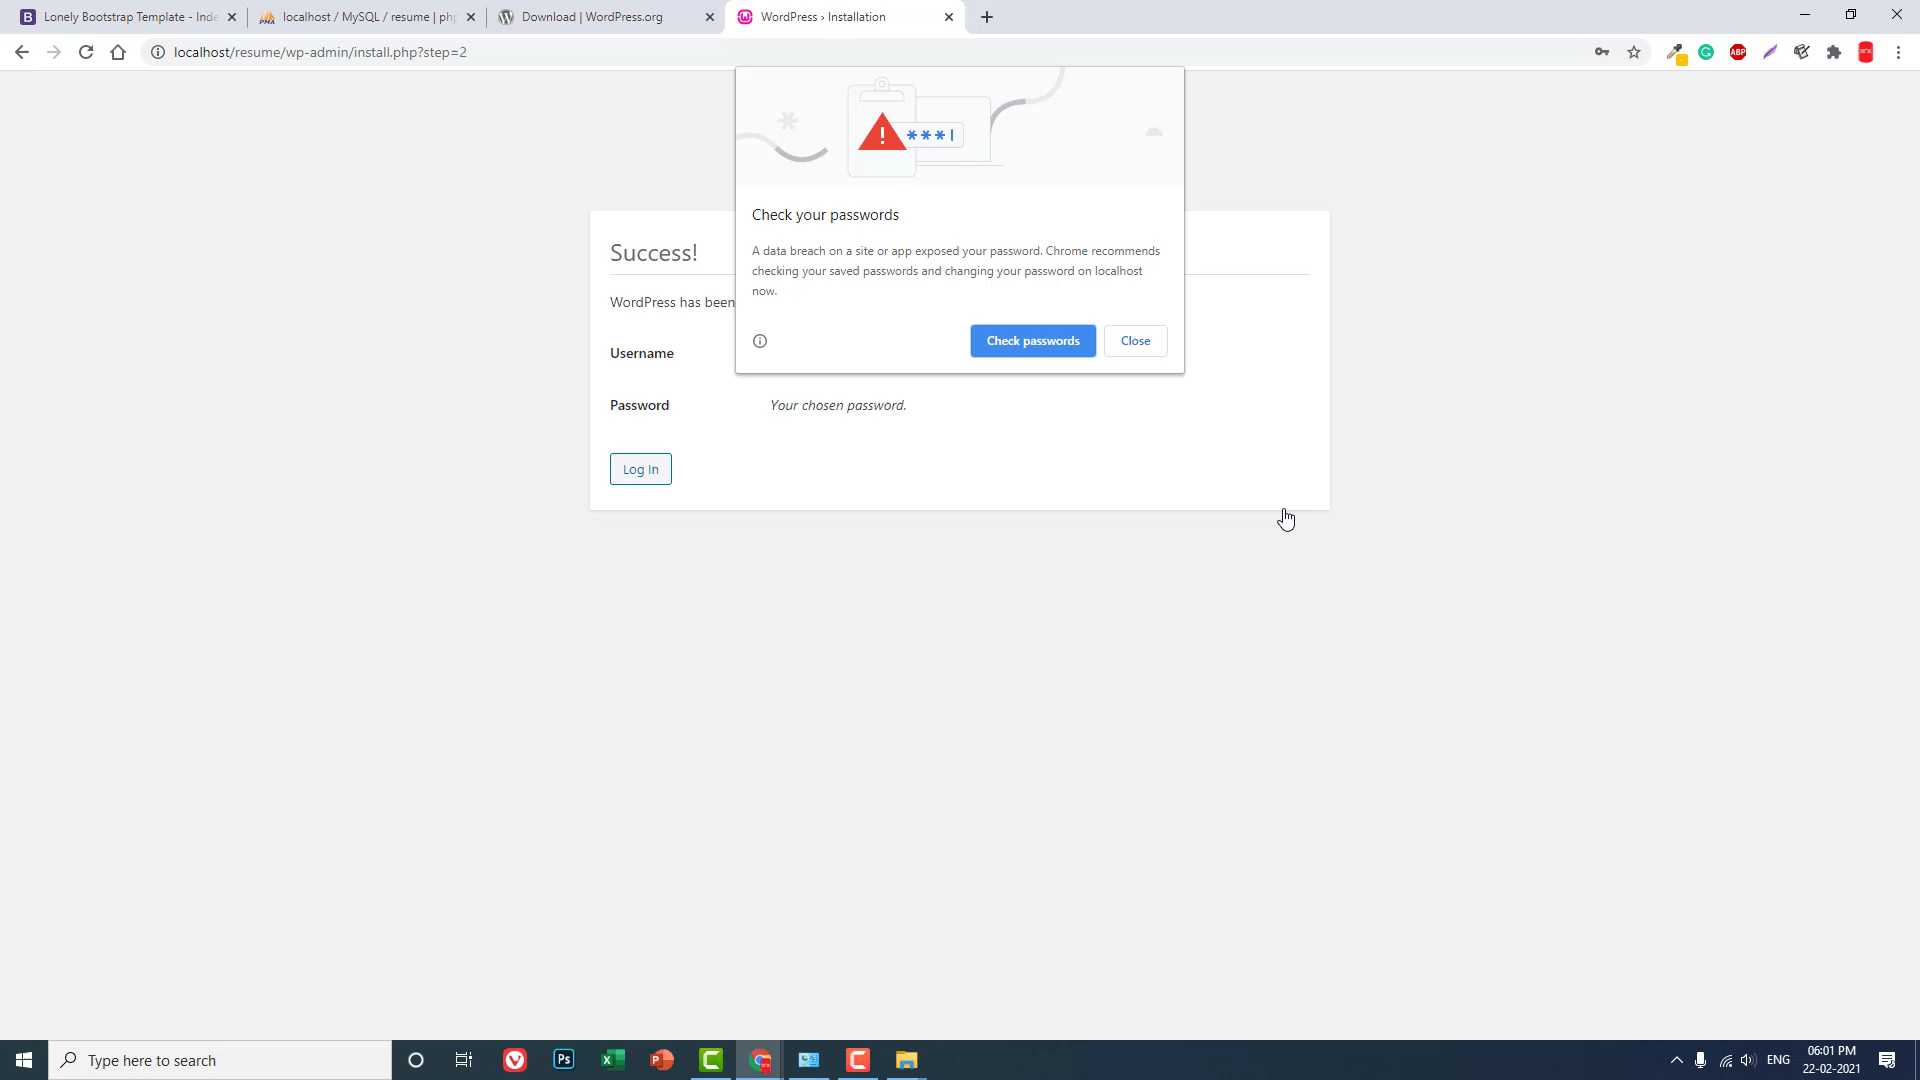 Lonely Bootstrap Template - Inde
localhost / MySQL / resume | php
Download | WordPress.org
WordPress › Installation
localhost/resume/wp-admin/install.php?step=2
ABP
***|
Check your passwords
A data breach on a site or app exposed your password. Chrome recommends
checking your saved passwords and changing your password on localhost
now.
Check passwords
Close
Success!
WordPress has been
Username
Password
Your chosen password.
Log In
Type here to search
ENG
06:01 PM
22-02-2021